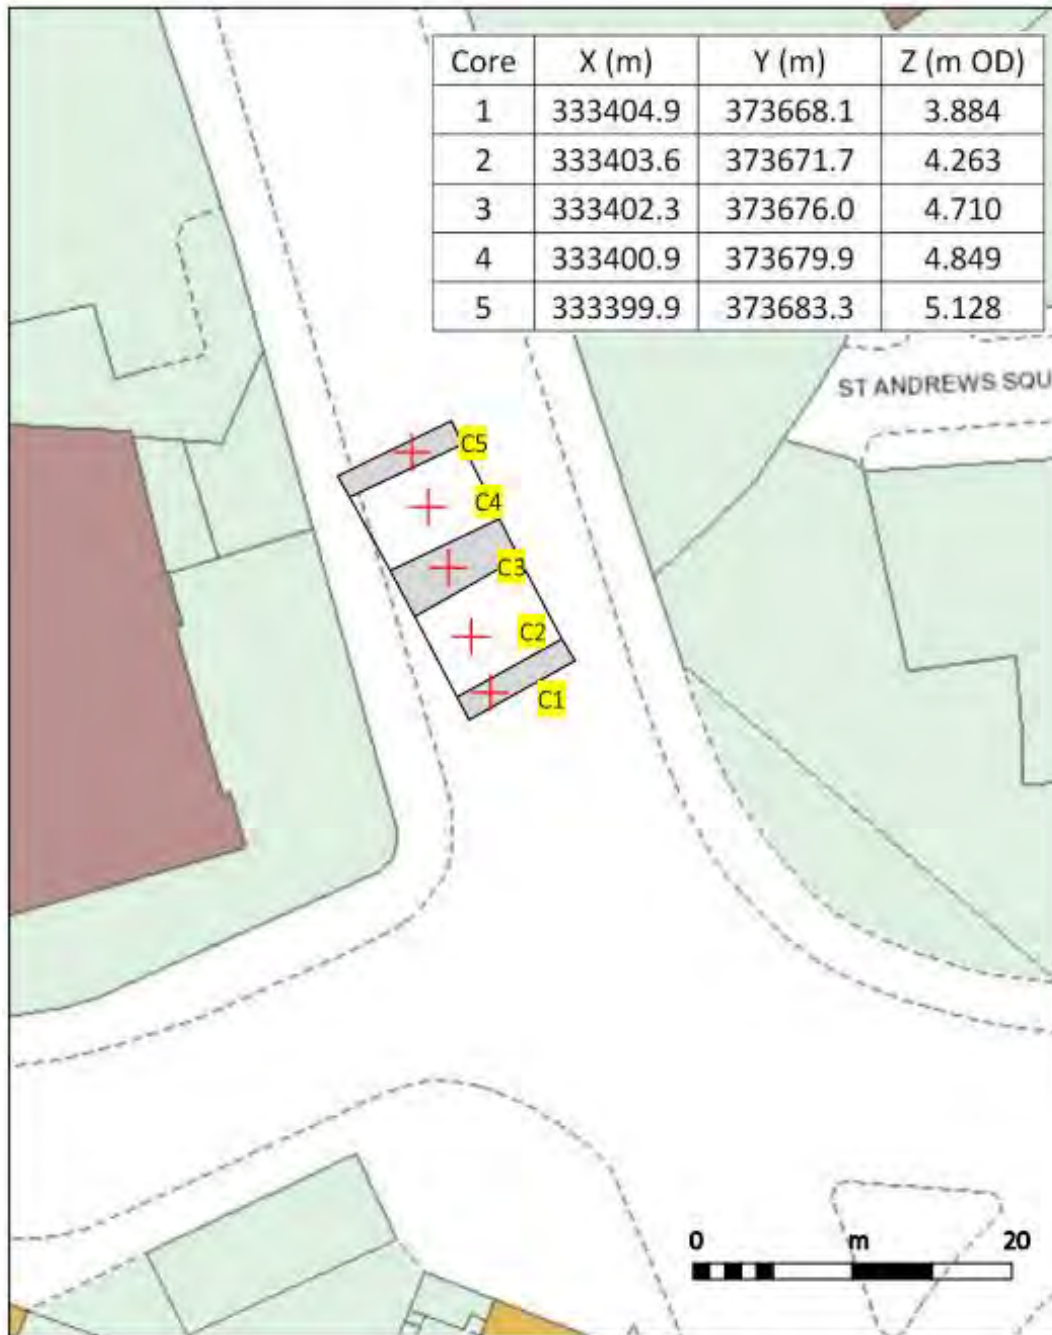 Core X (m) Y (m) Z (m OD)
1 333404.9 373668.1 3.884
2 333403.6 373671.7 4.263
3 333402.3 373676.0 4.710
4 333400.9 373679.9 4.849
5 333399.9 373683.3 5.128
ST ANDREWS SQU
C5
C4
C3
C2
C1
0 m 20